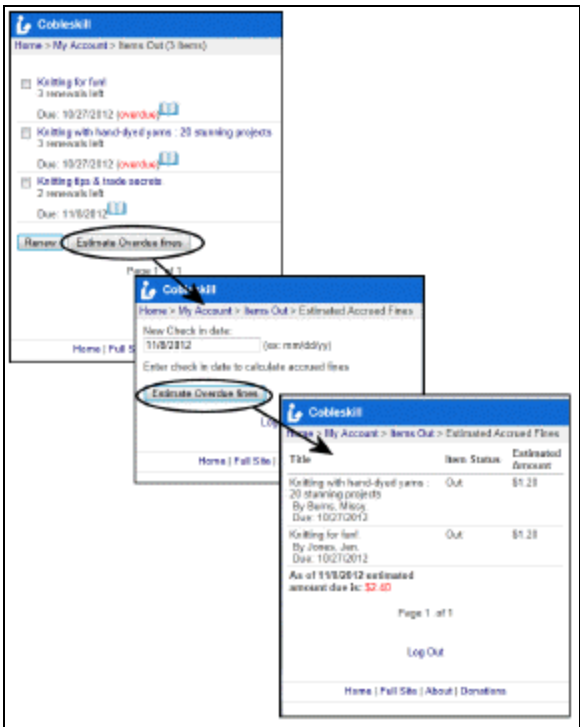 Cobleskill
Home > My Account > Items Out (3 Items)
Knitting for fun!
3 renewals left
Due: 10/27/2012 (overdue)
Knitting with hand-dyed yarns : 20 stunning projects
3 renewals left
Due: 10/27/2012 (overdue)
Knitting tips & trade secrets
2 renewals left
Due: 11/8/2012
Renew Estimate Overdue fines
Page 1 of 1
Home | Full S
Cobleskill
Home > My Account > Items Out > Estimated Accrued Fines
New Check in date:
11/8/2012 (ex: mm/dd/yy)
Enter check in date to calculate accrued fines
Estimate Overdue fines
Log
Home | Full Site |
Cobleskill
Home > My Account > Items Out > Estimated Accrued Fines
Title Item Status Estimated
Amount
Knitting with hand-dyed yarns : Out $1.20
20 stunning projects
By Berns, Missy.
Due: 10/27/2012
Knitting for fun! Out $1.20
By Jones, Jen.
Due: 10/27/2012
As of 11/8/2012 estimated
amount due is: $2.40
Page 1 of 1
Log Out
Home | Full Site | About | Donations